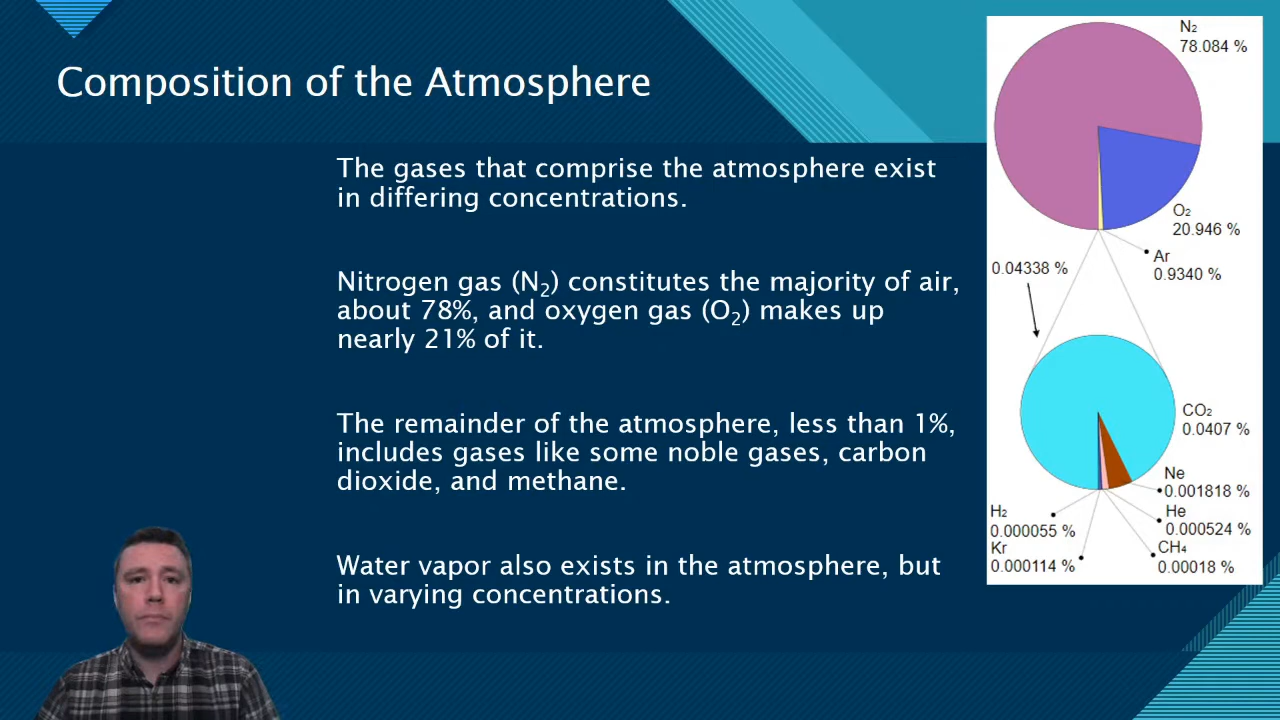 Composition of the Atmosphere
The gases that comprise the atmosphere exist
in differing concentrations.
Nitrogen gas (N₂) constitutes the majority of air,
about 78%, and oxygen gas (O₂) makes up
nearly 21% of it.
The remainder of the atmosphere, less than 1%,
includes gases like some noble gases, carbon
dioxide, and methane.
Water vapor also exists in the atmosphere, but
in varying concentrations.
N₂
78.084 %
O₂
20.946 %
Ar
0.9340 %
0.04338 %
CO₂
0.0407 %
Ne
0.001818 %
He
0.000524 %
CH₄
0.00018 %
H₂
0.000055 %
Kr
0.000114 %